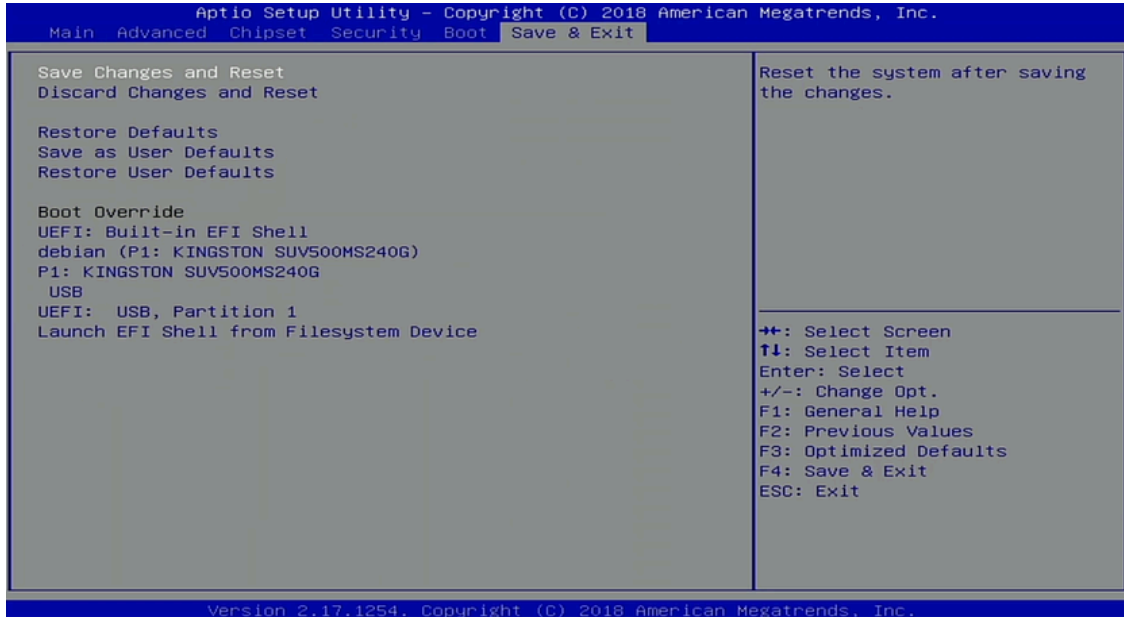 Aptio Setup Utility – Copyright (C) 2018 American Megatrends, Inc.
Main Advanced Chipset Security Boot Save & Exit
Save Changes and Reset
Discard Changes and Reset
Restore Defaults
Save as User Defaults
Restore User Defaults
Boot Override
UEFI: Built-in EFI Shell
debian (P1: KINGSTON SUV500MS240G)
P1: KINGSTON SUV500MS240G
USB
UEFI: USB, Partition 1
Launch EFI Shell from Filesystem Device
Reset the system after saving
the changes.
→←: Select Screen
↑↓: Select Item
Enter: Select
+/-: Change Opt.
F1: General Help
F2: Previous Values
F3: Optimized Defaults
F4: Save & Exit
ESC: Exit
Version 2.17.1254. Copyright (C) 2018 American Megatrends, Inc.